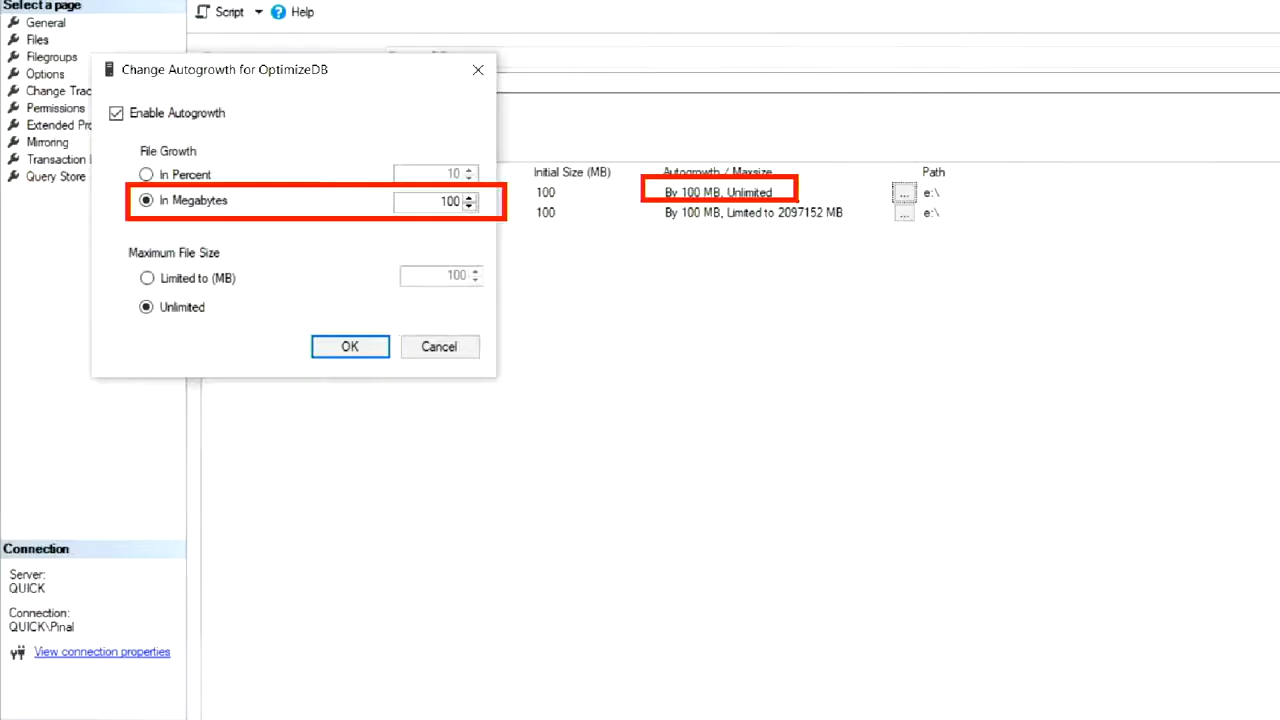 Select a page
General
Files
Filegroups
Options
Change Trac
Permissions
Extended Pro
Mirroring
Transaction
Query Store
Script
Help
Change Autogrowth for OptimizeDB
Enable Autogrowth
File Growth
In Percent 10
In Megabytes 100
Maximum File Size
Limited to (MB) 100
Unlimited
OK Cancel
Initial Size (MB) Autogrowth / Maxsize Path
100 By 100 MB, Unlimited ... e:\
100 By 100 MB, Limited to 2097152 MB ... e:\
Connection
Server:
QUICK
Connection:
QUICK\Pinal
View connection properties